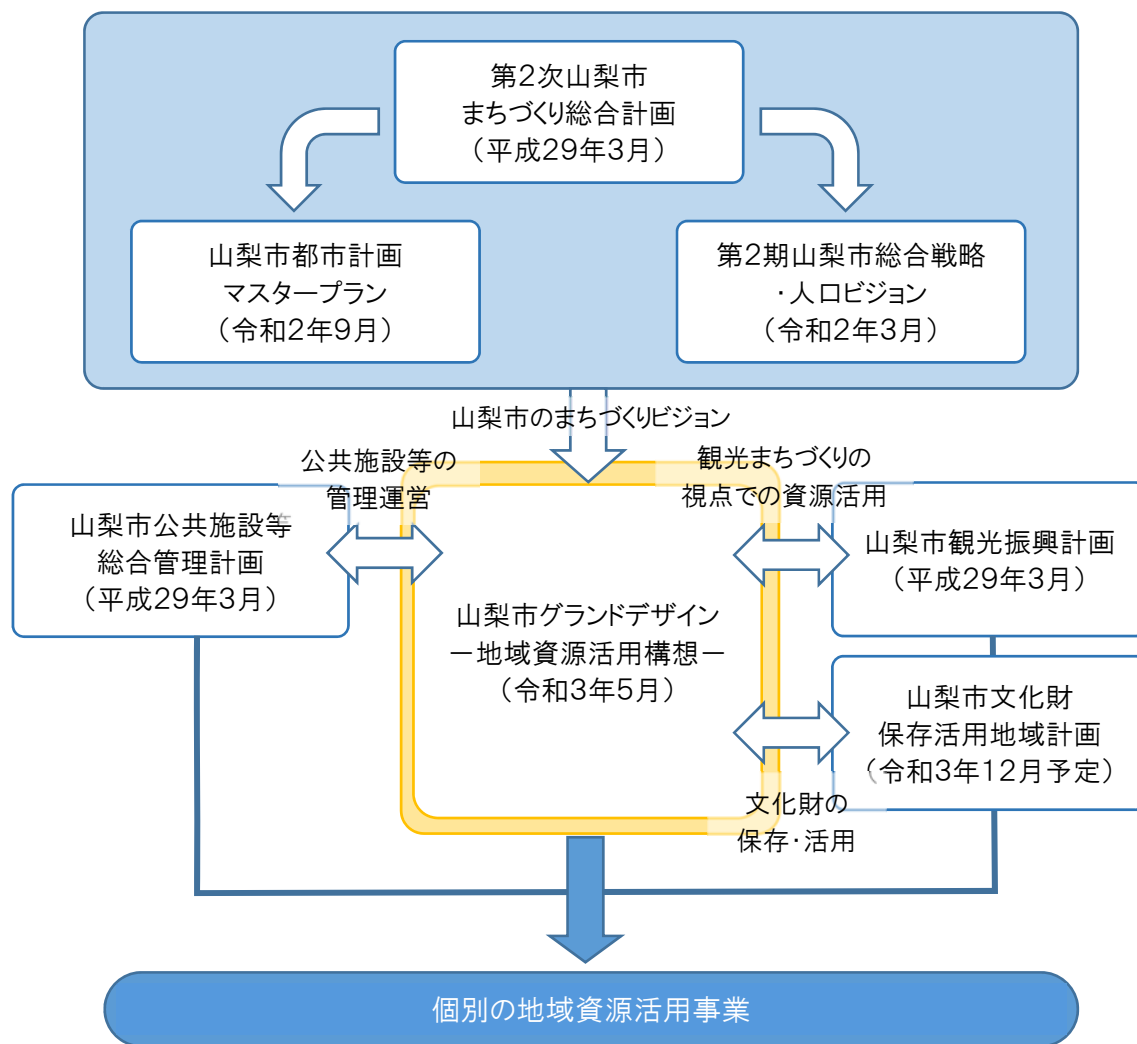 第2次山梨市
まちづくり総合計画
（平成29年3月）
山梨市都市計画
マスタープラン
（令和2年9月）
第2期山梨市総合戦略
・人口ビジョン
（令和2年3月）
山梨市のまちづくりビジョン
公共施設等の
管理運営
観光まちづくりの
視点での資源活用
山梨市公共施設等
総合管理計画
（平成29年3月）
山梨市グランドデザイン
－地域資源活用構想－
（令和3年5月）
山梨市観光振興計画
（平成29年3月）
山梨市文化財
保存活用地域計画
（令和3年12月予定）
文化財の
保存・活用
個別の地域資源活用事業